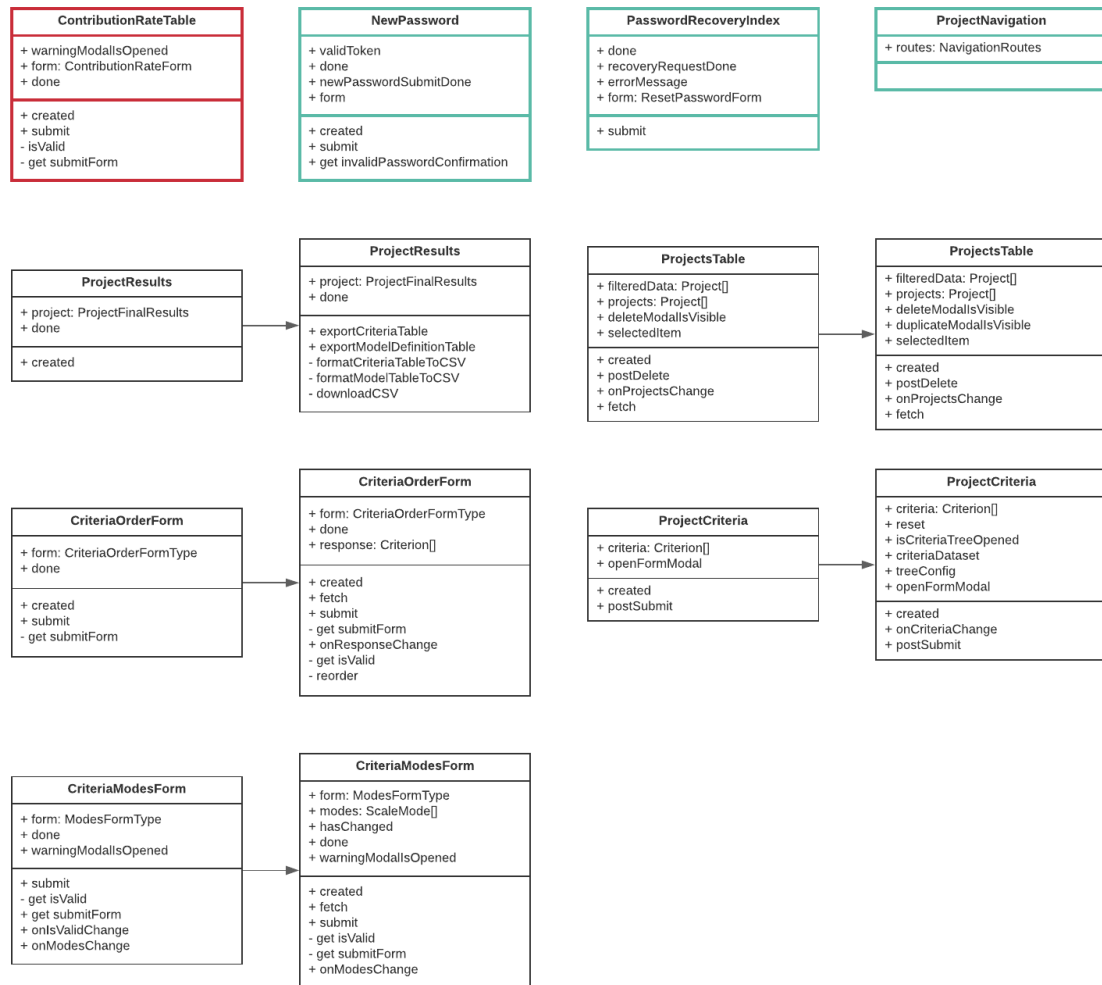 ContributionRateTable
+ warningModalIsOpened
+ form: ContributionRateForm
+ done
+ created
+ submit
- isValid
- get submitForm
NewPassword
+ validToken
+ done
+ newPasswordSubmitDone
+ form
+ created
+ submit
+ get invalidPasswordConfirmation
PasswordRecoveryIndex
+ done
+ recoveryRequestDone
+ errorMessage
+ form: ResetPasswordForm
+ submit
ProjectNavigation
+ routes: NavigationRoutes
ProjectResults
+ project: ProjectFinalResults
+ done
+ created
ProjectResults
+ project: ProjectFinalResults
+ done
+ exportCriteriaTable
+ exportModelDefinitionTable
- formatCriteriaTableToCSV
- formatModelTableToCSV
- downloadCSV
ProjectsTable
+ filteredData: Project[]
+ projects: Project[]
+ deleteModalIsVisible
+ selectedItem
+ created
+ postDelete
+ onProjectsChange
+ fetch
ProjectsTable
+ filteredData: Project[]
+ projects: Project[]
+ deleteModalIsVisible
+ duplicateModalIsVisible
+ selectedItem
+ created
+ postDelete
+ onProjectsChange
+ fetch
CriteriaOrderForm
+ form: CriteriaOrderFormType
+ done
+ created
+ submit
- get submitForm
CriteriaOrderForm
+ form: CriteriaOrderFormType
+ done
+ response: Criterion[]
+ created
+ fetch
+ submit
- get submitForm
+ onResponseChange
- get isValid
- reorder
ProjectCriteria
+ criteria: Criterion[]
+ openFormModal
+ created
+ postSubmit
ProjectCriteria
+ criteria: Criterion[]
+ reset
+ isCriteriaTreeOpened
+ criteriaDataset
+ treeConfig
+ openFormModal
+ created
+ onCriteriaChange
+ postSubmit
CriteriaModesForm
+ form: ModesFormType
+ done
+ warningModalIsOpened
+ submit
- get isValid
+ get submitForm
+ onIsValidChange
+ onModesChange
CriteriaModesForm
+ form: ModesFormType
+ modes: ScaleMode[]
+ hasChanged
+ done
+ warningModalIsOpened
+ created
+ fetch
+ submit
- get isValid
- get submitForm
+ onModesChange